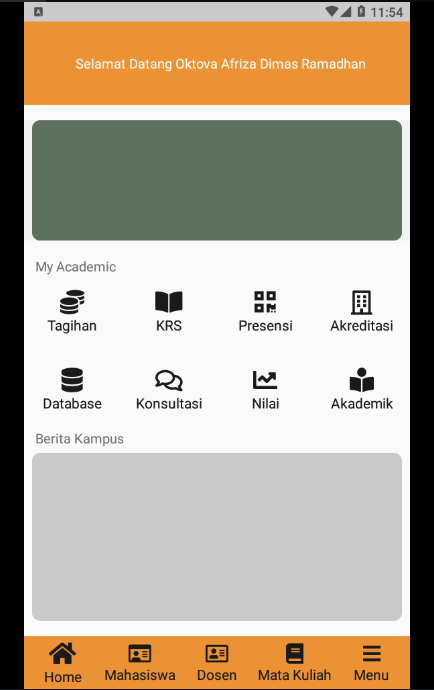 A
11:54
Selamat Datang Oktova Afriza Dimas Ramadhan
My Academic
Tagihan KRS Presensi Akreditasi
Database Konsultasi Nilai Akademik
Berita Kampus
Home Mahasiswa Dosen Mata Kuliah Menu